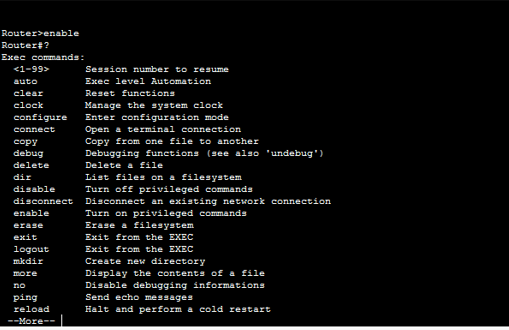 Router>enable
Router#?
Exec commands:
  <1-99>      Session number to resume
  auto        Exec level Automation
  clear       Reset functions
  clock       Manage the system clock
  configure   Enter configuration mode
  connect     Open a terminal connection
  copy        Copy from one file to another
  debug       Debugging functions (see also 'undebug')
  delete      Delete a file
  dir         List files on a filesystem
  disable     Turn off privileged commands
  disconnect  Disconnect an existing network connection
  enable      Turn on privileged commands
  erase       Erase a filesystem
  exit        Exit from the EXEC
  logout      Exit from the EXEC
  mkdir       Create new directory
  more        Display the contents of a file
  no          Disable debugging informations
  ping        Send echo messages
  reload      Halt and perform a cold restart
 --More--